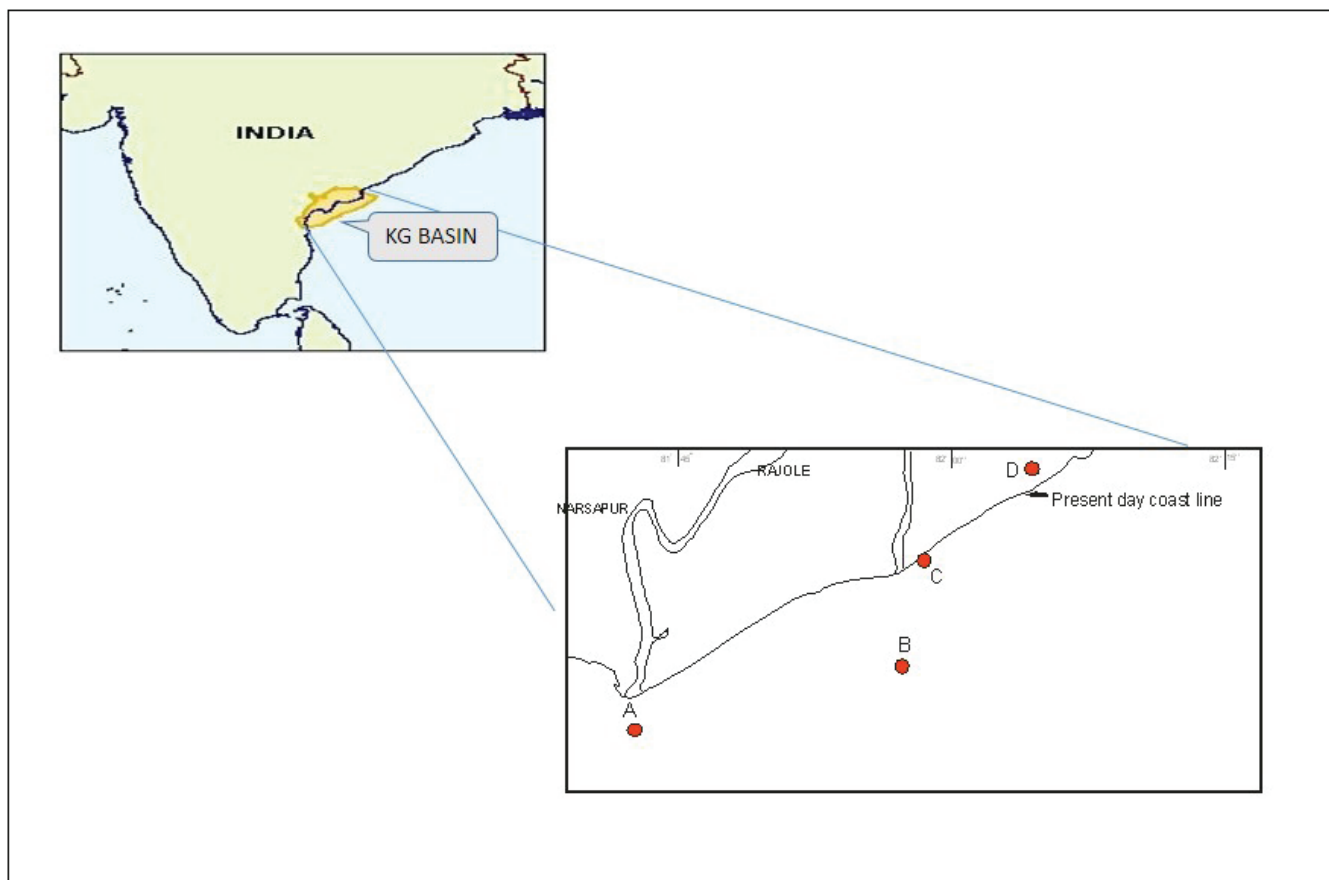 INDIA
KG BASIN
81° 45'
82° 00'
82° 15'
D
RAJOLE
Present day coast line
NARSAPUR
C
B
A